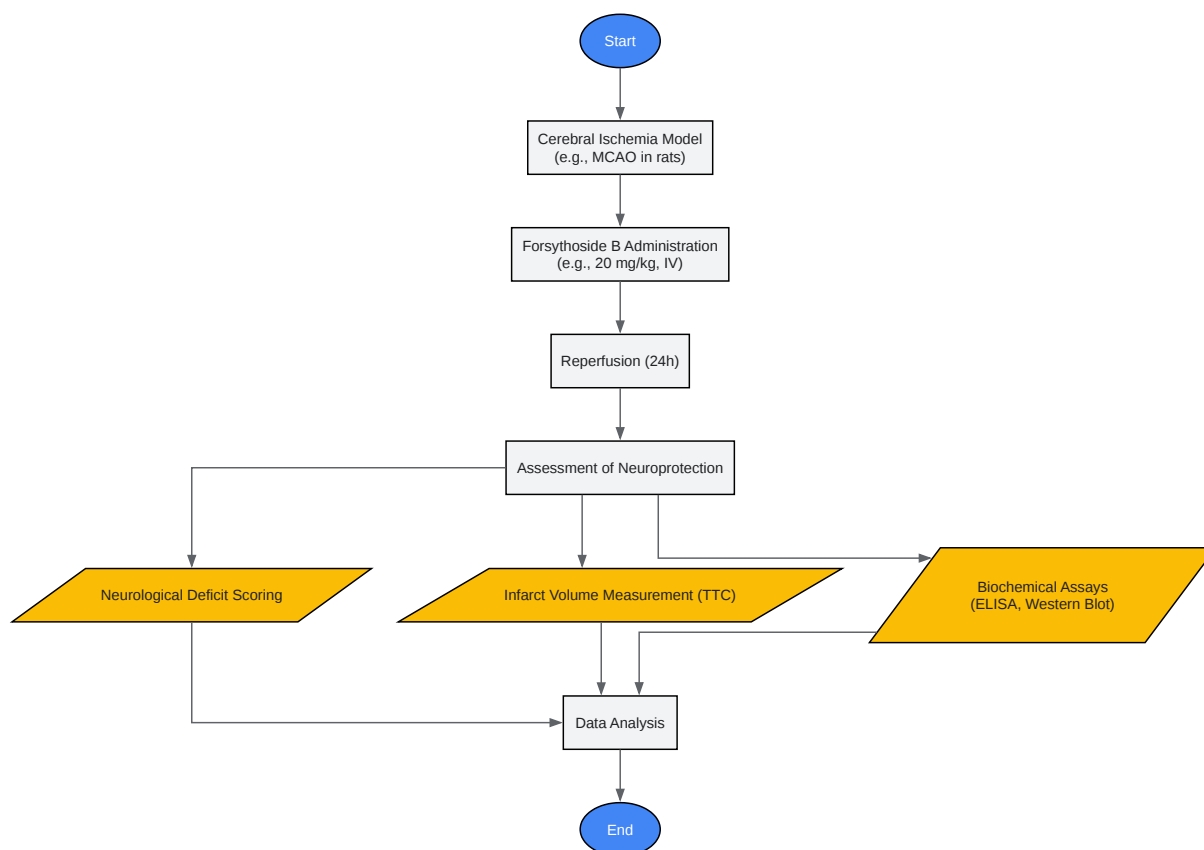 Start
Cerebral Ischemia Model
(e.g., MCAO in rats)
Forsythoside B Administration
(e.g., 20 mg/kg, IV)
Reperfusion (24h)
Assessment of Neuroprotection
Neurological Deficit Scoring
Infarct Volume Measurement (TTC)
Biochemical Assays
(ELISA, Western Blot)
Data Analysis
End